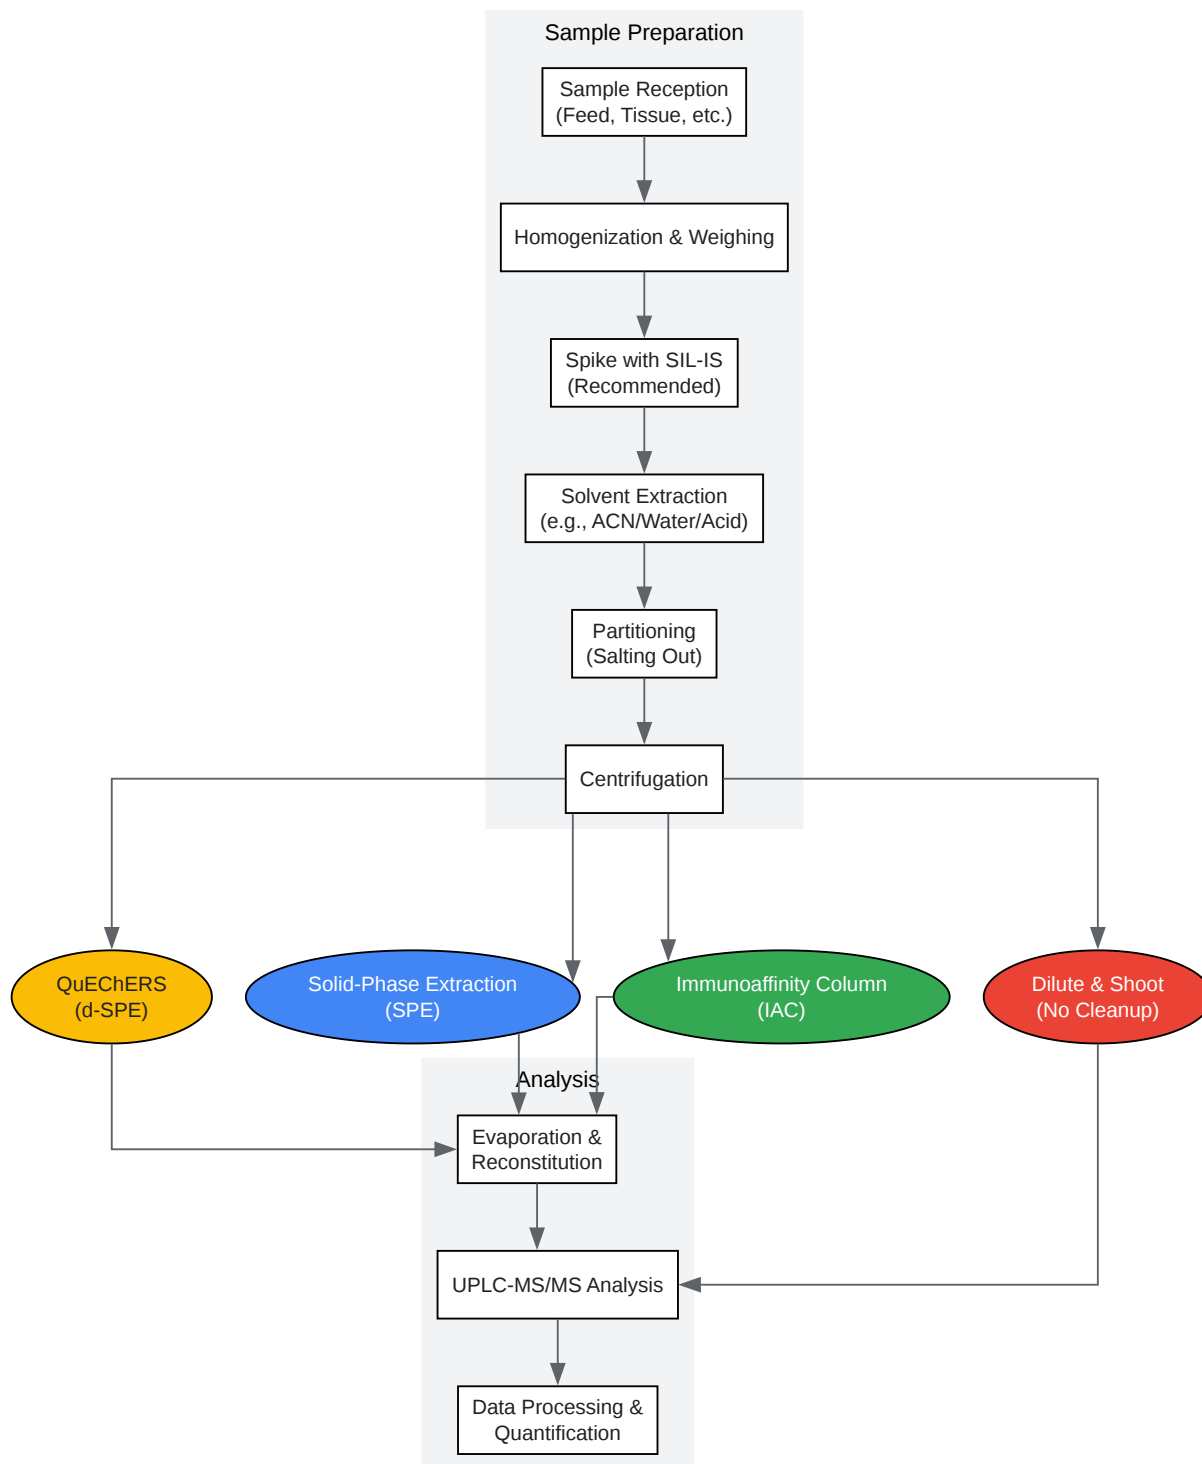 Sample Preparation
Sample Reception
(Feed, Tissue, etc.)
Homogenization & Weighing
Spike with SIL-IS
(Recommended)
Solvent Extraction
(e.g., ACN/Water/Acid)
Partitioning
(Salting Out)
Centrifugation
QuEChERS
(d-SPE)
Solid-Phase Extraction
(SPE)
Immunoaffinity Column
(IAC)
Dilute & Shoot
(No Cleanup)
Analysis
Evaporation &
Reconstitution
UPLC-MS/MS Analysis
Data Processing &
Quantification